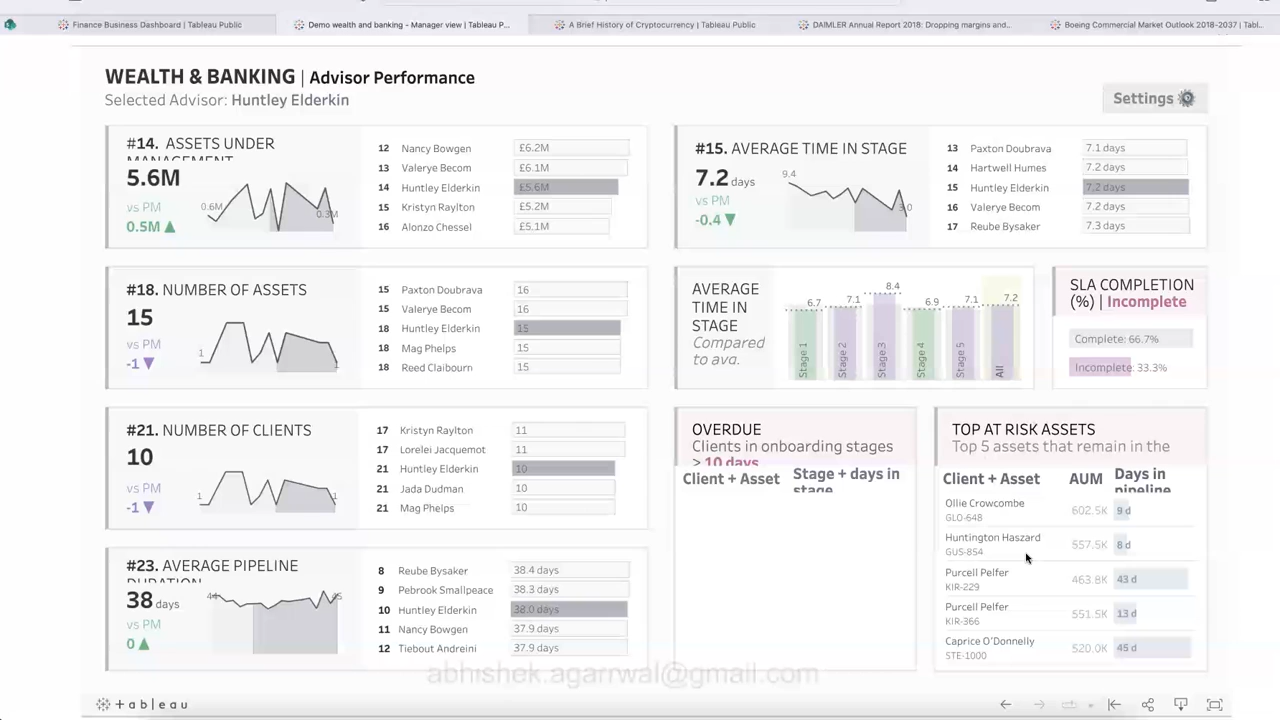 Finance Business Dashboard | Tableau Public
Demo wealth and banking - Manager view | Tableau P...
A Brief History of Cryptocurrency | Tableau Public
DAIMLER Annual Report 2018: Dropping margins and...
Boeing Commercial Market Outlook 2018-2037 | Tabl...
WEALTH & BANKING | Advisor Performance
Selected Advisor: Huntley Elderkin
Settings
#14. ASSETS UNDER
MANAGEMENT
5.6M
vs PM
0.5M ▲
0.6M
0.3M
12 Nancy Bowgen £6.2M
13 Valerye Becom £6.1M
14 Huntley Elderkin £5.6M
15 Kristyn Raylton £5.2M
16 Alonzo Chessel £5.1M
#15. AVERAGE TIME IN STAGE
7.2 days
vs PM
-0.4 ▼
9.4
13 Paxton Doubrava 7.1 days
14 Hartwell Humes 7.2 days
15 Huntley Elderkin 7.2 days
16 Valerye Becom 7.2 days
17 Reube Bysaker 7.3 days
#18. NUMBER OF ASSETS
15
vs PM
-1 ▼
1
1
15 Paxton Doubrava 16
15 Valerye Becom 16
18 Huntley Elderkin 15
18 Mag Phelps 15
18 Reed Claibourn 15
AVERAGE
TIME IN
STAGE
Compared
to avg.
6.7
7.1
8.4
6.9
7.1
7.2
Stage 1
Stage 2
Stage 3
Stage 4
Stage 5
All
SLA COMPLETION
(%) | Incomplete
Complete: 66.7%
Incomplete: 33.3%
#21. NUMBER OF CLIENTS
10
vs PM
-1 ▼
1
1
17 Kristyn Raylton 11
17 Lorelei Jacquemot 11
21 Huntley Elderkin 10
21 Jada Dudman 10
21 Mag Phelps 10
OVERDUE
Clients in onboarding stages
> 10 days
Client + Asset
Stage + days in
stage
TOP AT RISK ASSETS
Top 5 assets that remain in the
Client + Asset AUM Days in
pipeline
Ollie Crowcombe
GLO-648
602.5K 9 d
Huntington Haszard
GUS-854
557.5K 8 d
Purcell Pelfer
KIR-229
463.8K 43 d
Purcell Pelfer
KIR-366
551.5K 13 d
Caprice O'Donnelly
STE-1000
520.0K 45 d
#23. AVERAGE PIPELINE
DURATION
38 days
vs PM
0 ▲
8 Reube Bysaker 38.4 days
9 Pebrook Smallpeace 38.3 days
10 Huntley Elderkin 38.0 days
11 Nancy Bowgen 37.9 days
12 Tiebout Andreini 37.9 days
abhishek.agarrwal@gmail.com
+ a b l e a u